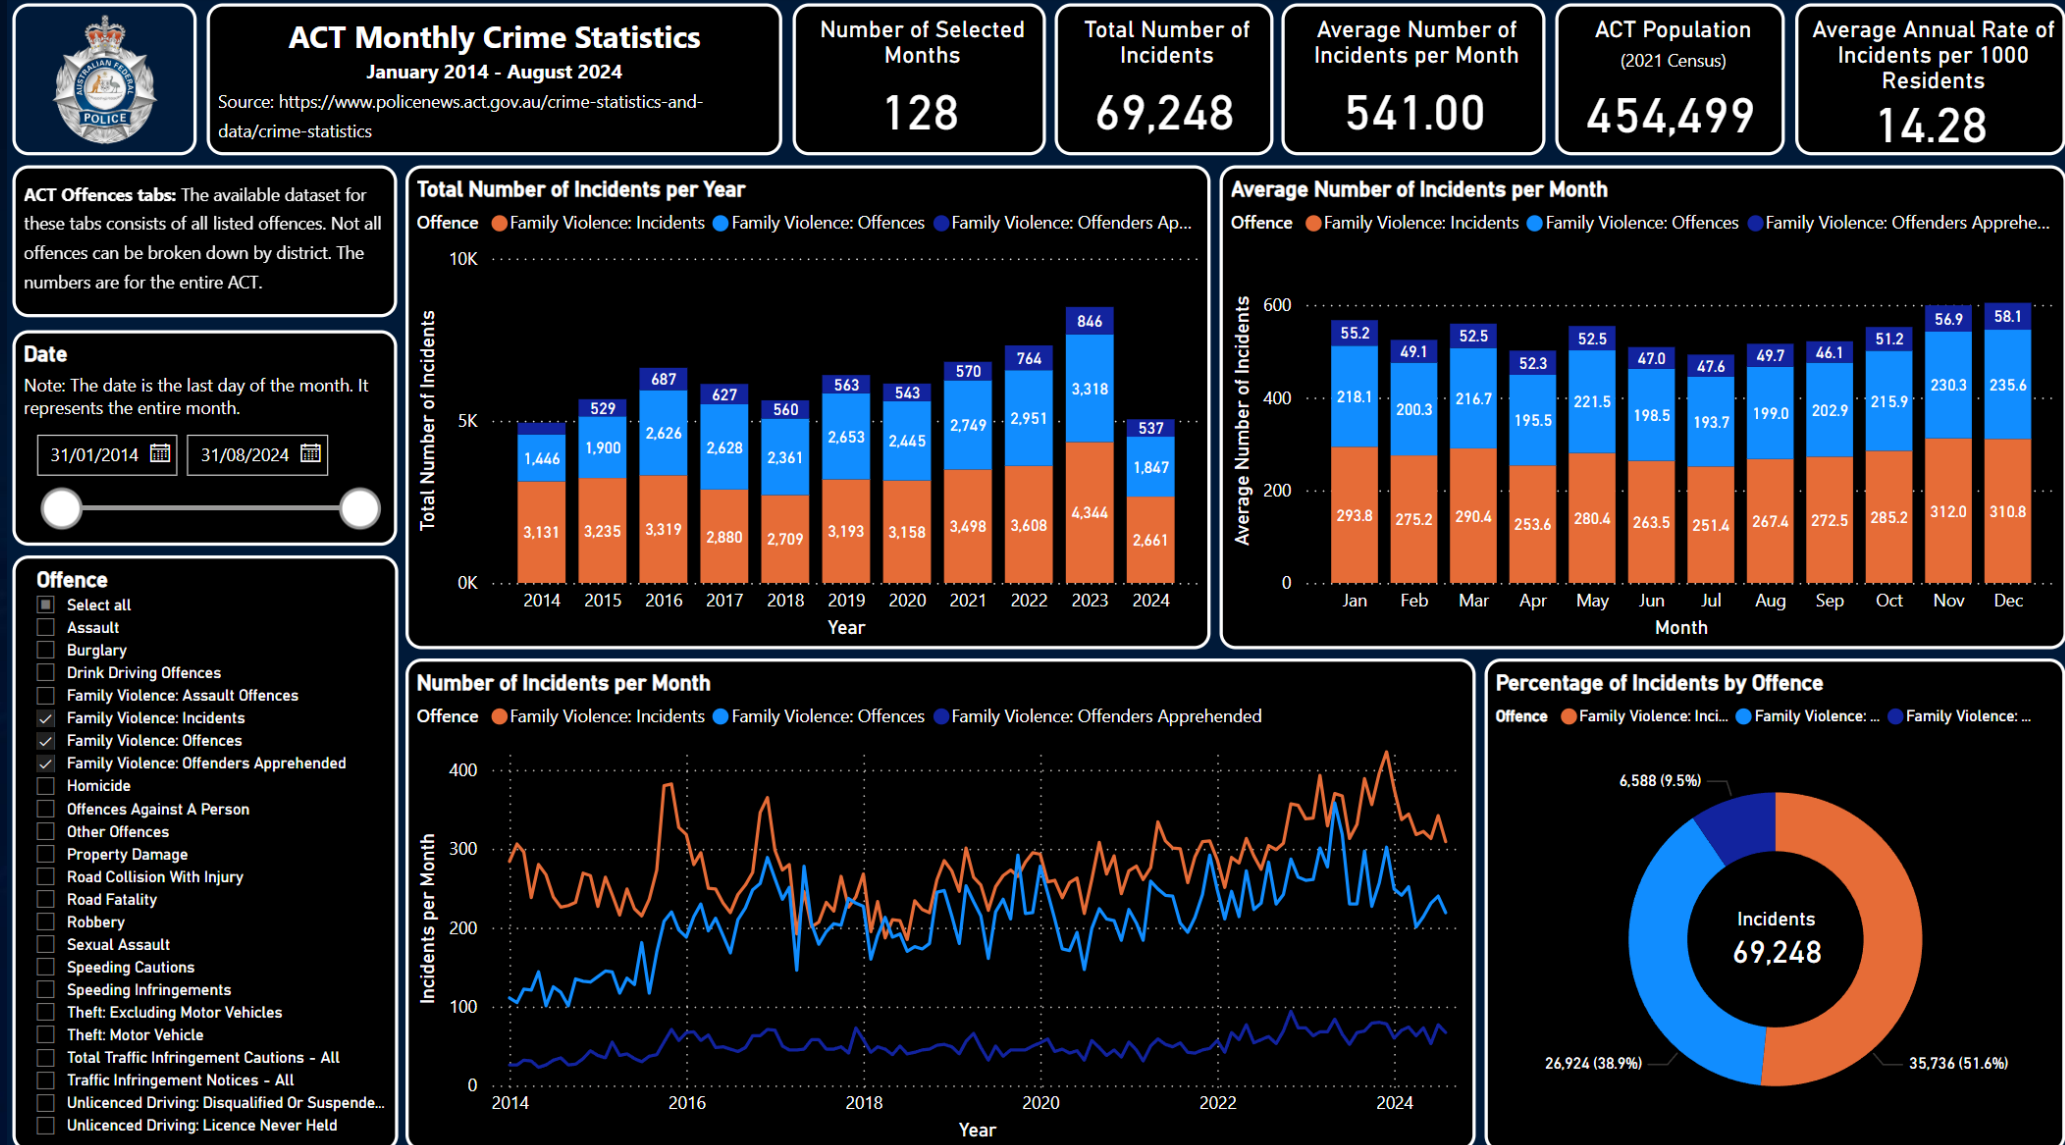 AUSTRALIAN FEDERAL
POLICE
ACT Monthly Crime Statistics
January 2014 - August 2024
Source: https://www.policenews.act.gov.au/crime-statistics-and-
data/crime-statistics
Number of Selected
Months
128
Total Number of
Incidents
69,248
Average Number of
Incidents per Month
541.00
ACT Population
(2021 Census)
454,499
Average Annual Rate of
Incidents per 1000
Residents
14.28
ACT Offences tabs: The available dataset for
these tabs consists of all listed offences. Not all
offences can be broken down by district. The
numbers are for the entire ACT.
Date
Note: The date is the last day of the month. It
represents the entire month.
31/01/2014 31/08/2024
Offence
Select all
Assault
Burglary
Drink Driving Offences
Family Violence: Assault Offences
Family Violence: Incidents
Family Violence: Offences
Family Violence: Offenders Apprehended
Homicide
Offences Against A Person
Other Offences
Property Damage
Road Collision With Injury
Road Fatality
Robbery
Sexual Assault
Speeding Cautions
Speeding Infringements
Theft: Excluding Motor Vehicles
Theft: Motor Vehicle
Total Traffic Infringement Cautions - All
Traffic Infringement Notices - All
Unlicenced Driving: Disqualified Or Suspende...
Unlicenced Driving: Licence Never Held
Total Number of Incidents per Year
Offence Family Violence: Incidents Family Violence: Offences Family Violence: Offenders Ap...
Total Number of Incidents
10K
5K
0K
846
764
687
627
570
563
560
543
529
537
1,446 1,900 2,626 2,628 2,361 2,653 2,445 2,749 2,951 3,318 1,847
3,131 3,235 3,319 2,880 2,709 3,193 3,158 3,498 3,608 4,344 2,661
2014 2015 2016 2017 2018 2019 2020 2021 2022 2023 2024
Year
Average Number of Incidents per Month
Offence Family Violence: Incidents Family Violence: Offences Family Violence: Offenders Apprehe...
Average Number of Incidents
600
400
200
0
55.2 49.1 52.5 52.3 52.5 47.0 47.6 49.7 46.1 51.2 56.9 58.1
218.1 200.3 216.7 195.5 221.5 198.5 193.7 199.0 202.9 215.9 230.3 235.6
293.8 275.2 290.4 253.6 280.4 263.5 251.4 267.4 272.5 285.2 312.0 310.8
Jan Feb Mar Apr May Jun Jul Aug Sep Oct Nov Dec
Month
Number of Incidents per Month
Offence Family Violence: Incidents Family Violence: Offences Family Violence: Offenders Apprehended
Incidents per Month
400
300
200
100
0
2014 2016 2018 2020 2022 2024
Year
Percentage of Incidents by Offence
Offence Family Violence: Inci... Family Violence: ... Family Violence: ...
6,588 (9.5%)
Incidents
69,248
26,924 (38.9%)
35,736 (51.6%)